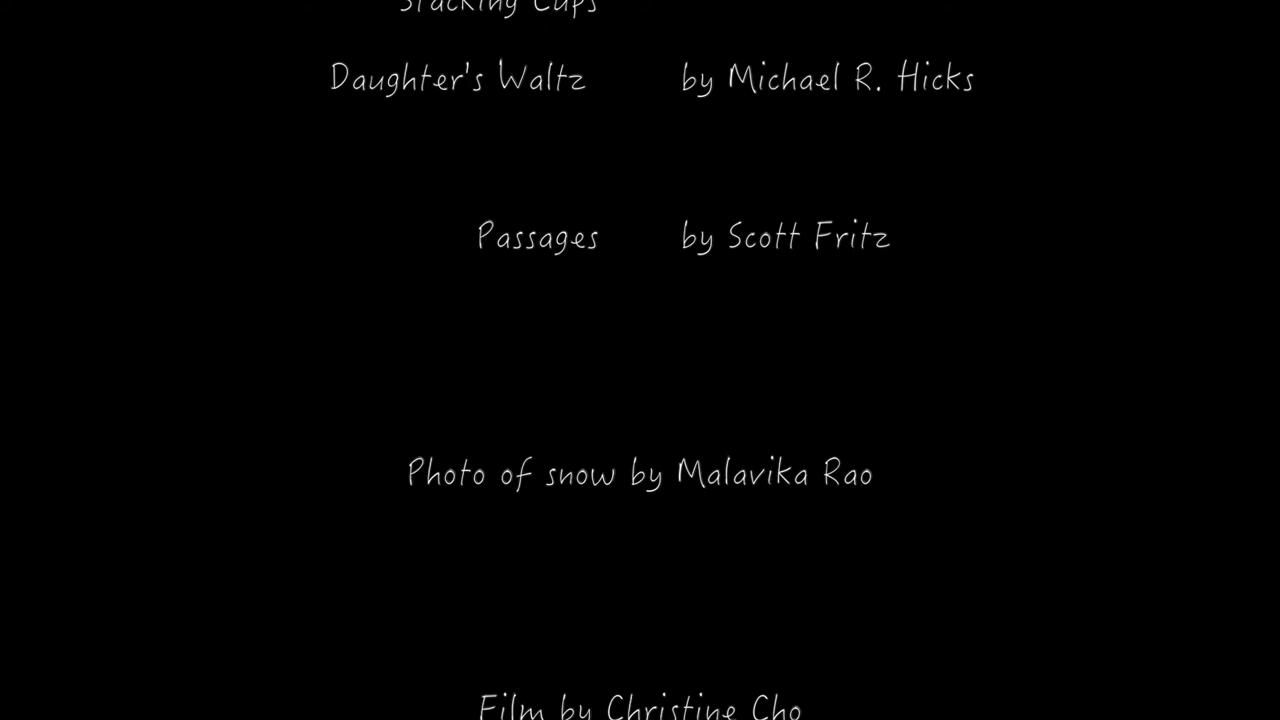 Stacking Cups
Daughter's Waltz by Michael R. Hicks
Passages by Scott Fritz
Photo of snow by Malavika Rao
Film by Christine Cho